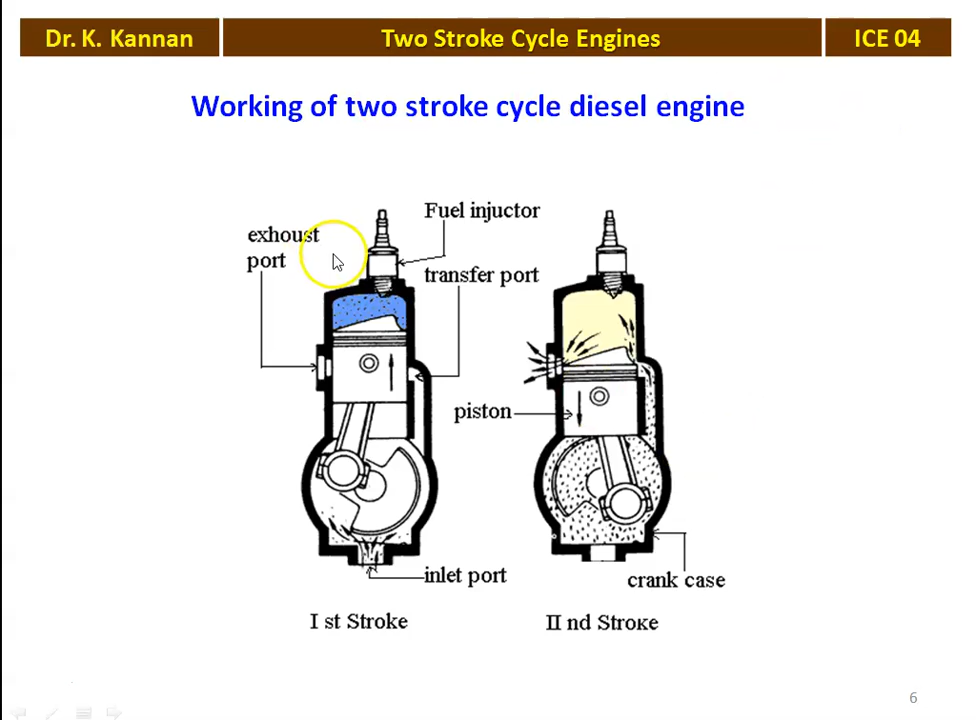 Dr. K. Kannan
Two Stroke Cycle Engines
ICE 04
Working of two stroke cycle diesel engine
Fuel injuctor
exhoust
port
transfer port
piston
inlet port
crank case
I st Stroke
II nd Stroke
6